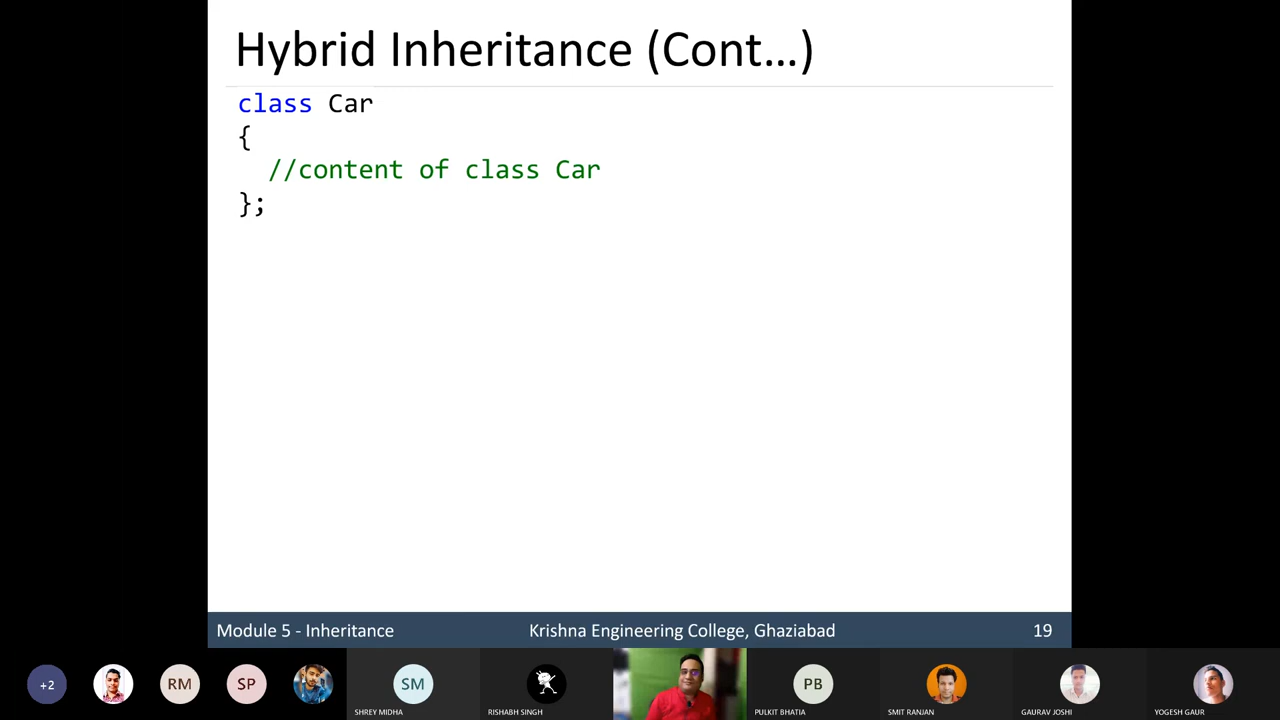 Hybrid Inheritance (Cont…)
class Car
{
//content of class Car
};
Module 5 - Inheritance
Krishna Engineering College, Ghaziabad
19
+2
RM
SP
SM
PB
SHREY MIDHA
RISHABH SINGH
PULKIT BHATIA
SMIT RANJAN
GAURAV JOSHI
YOGESH GAUR